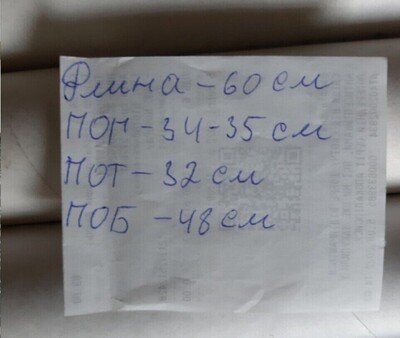 Длина - 60 см
ПОГ - 34-35 см
ПОТ - 32 см
ПОБ - 48 см